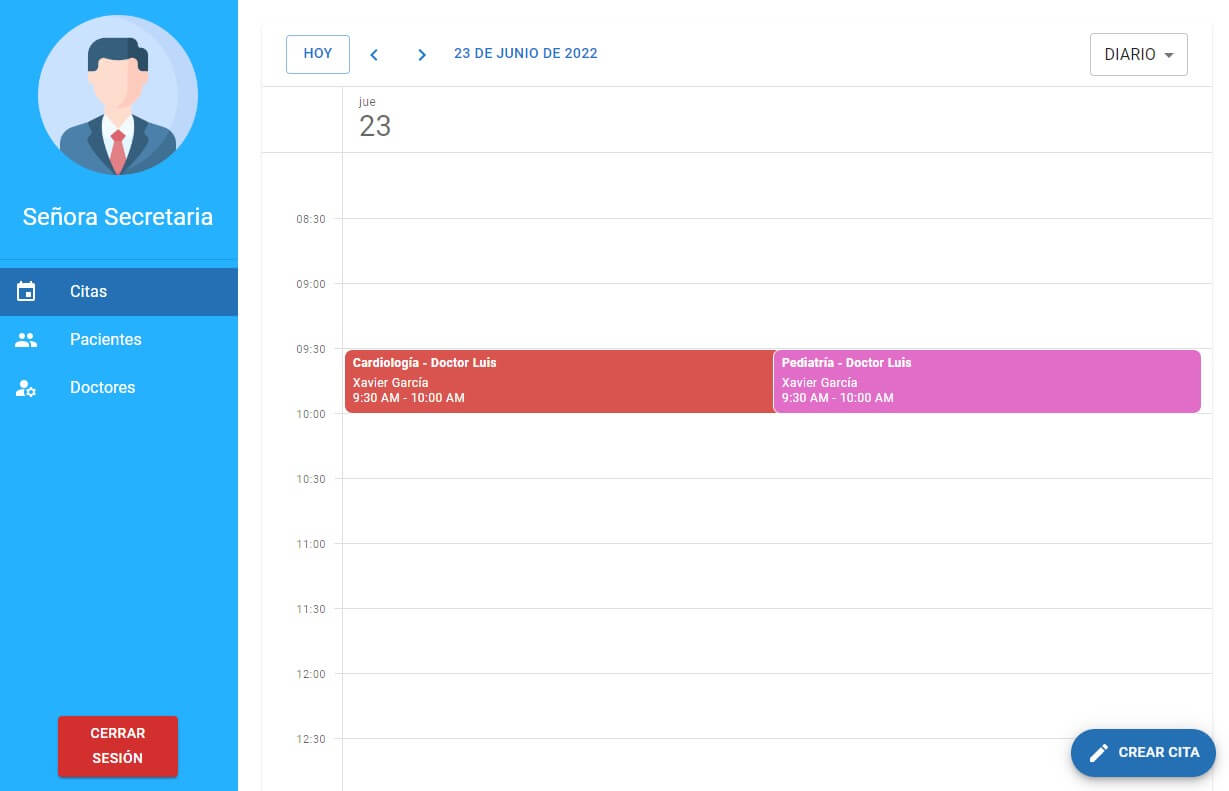 Señora Secretaria
Citas
Pacientes
Doctores
CERRAR
SESIÓN
HOY
23 DE JUNIO DE 2022
DIARIO
jue
23
08:30
09:00
09:30
Cardiología - Doctor Luis
Xavier García
9:30 AM - 10:00 AM
Pediatría - Doctor Luis
Xavier García
9:30 AM - 10:00 AM
10:00
10:30
11:00
11:30
12:00
12:30
CREAR CITA